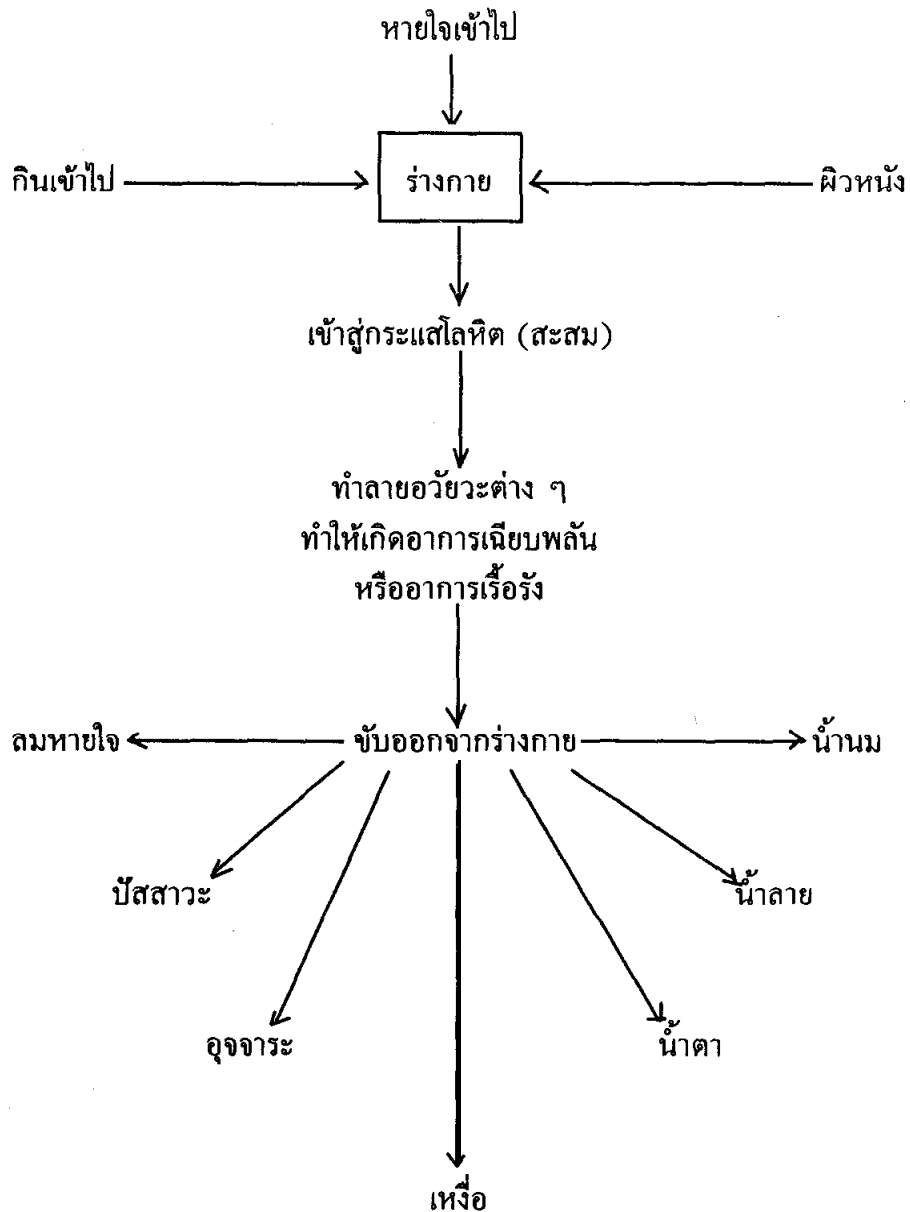 หายใจเข้าไป
กินเข้าไป
ร่างกาย
ผิวหนัง
เข้าสู่กระแสโลหิต (สะสม)
ทำลายอวัยวะต่าง ๆ
ทำให้เกิดอาการเฉียบพลัน
หรืออาการเรื้อรัง
ลมหายใจ
ขับออกจากร่างกาย
น้ำนม
ปัสสาวะ
น้ำลาย
อุจจาระ
น้ำตา
เหงื่อ